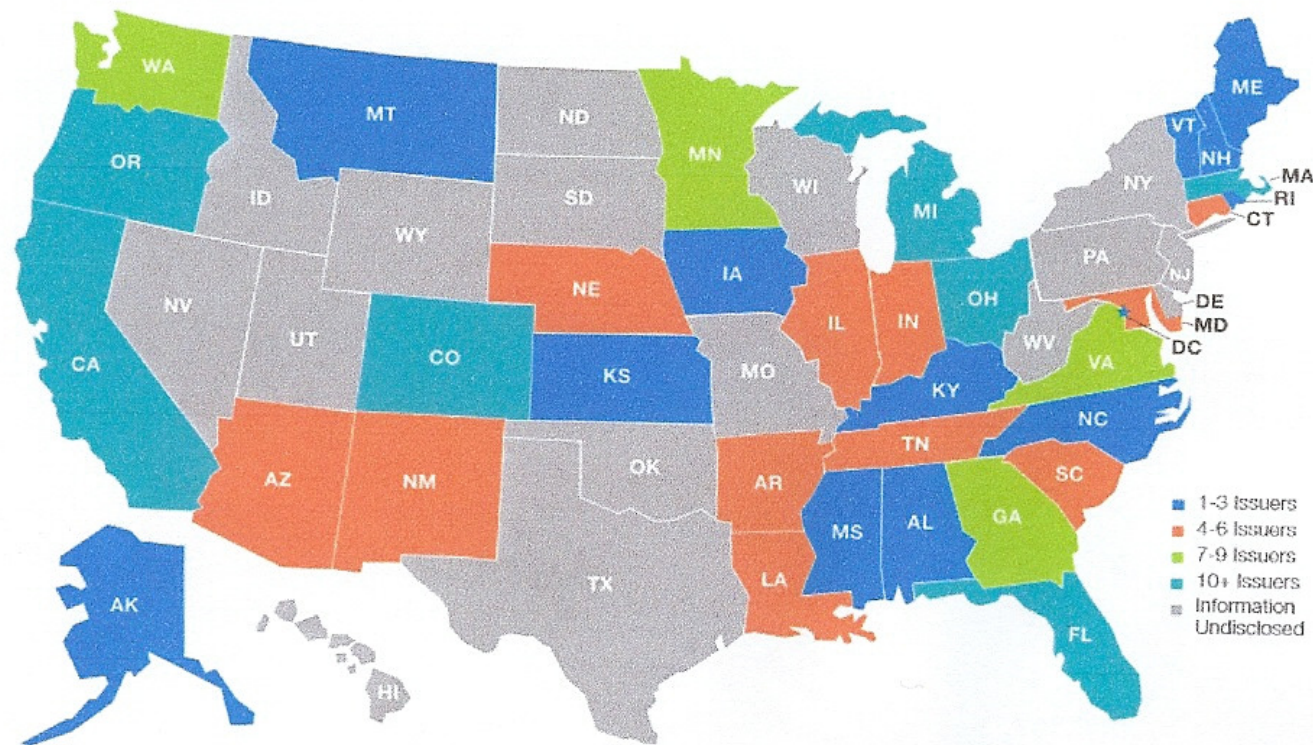 WA
MT
ND
MN
ME
VT
NH
OR
ID
SD
WI
MI
NY
MA
RI
CT
WY
NE
IA
PA
NJ
NV
UT
CO
IL
IN
OH
DE
MD
DC
WV
VA
CA
KS
MO
KY
NC
AZ
NM
OK
AR
TN
SC
MS
AL
GA
TX
LA
AK
HI
FL
1-3 Issuers
4-6 Issuers
7-9 Issuers
10+ Issuers
Information
Undisclosed